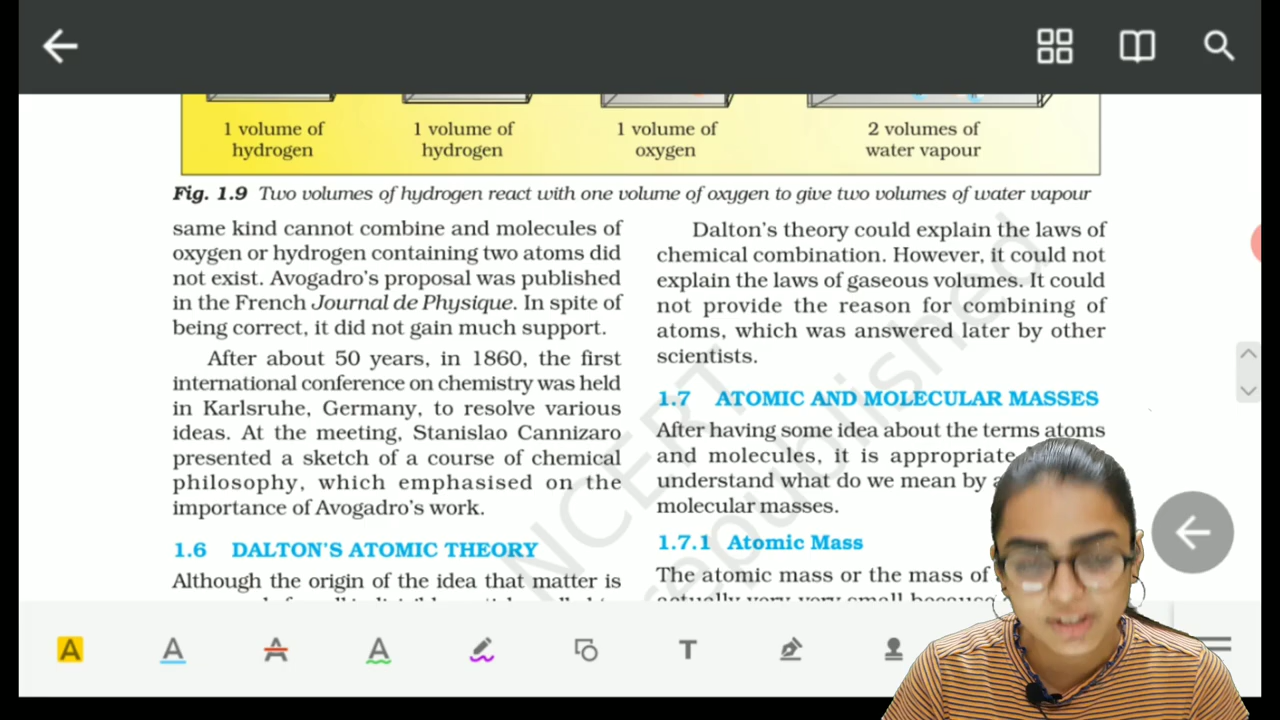 1 volume of
hydrogen
1 volume of
hydrogen
1 volume of
oxygen
2 volumes of
water vapour
Fig. 1.9 Two volumes of hydrogen react with one volume of oxygen to give two volumes of water vapour
same kind cannot combine and molecules of
oxygen or hydrogen containing two atoms did
not exist. Avogadro's proposal was published
in the French Journal de Physique. In spite of
being correct, it did not gain much support.
After about 50 years, in 1860, the first
international conference on chemistry was held
in Karlsruhe, Germany, to resolve various
ideas. At the meeting, Stanislao Cannizaro
presented a sketch of a course of chemical
philosophy, which emphasised on the
importance of Avogadro's work.
1.6 DALTON'S ATOMIC THEORY
Although the origin of the idea that matter is
Dalton's theory could explain the laws of
chemical combination. However, it could not
explain the laws of gaseous volumes. It could
not provide the reason for combining of
atoms, which was answered later by other
scientists.
1.7 ATOMIC AND MOLECULAR MASSES
After having some idea about the terms atoms
and molecules, it is appropriate
understand what do we mean by
molecular masses.
1.7.1 Atomic Mass
The atomic mass or the mass of
actually very very small because
NCERT
republished
A
A
A
A
T